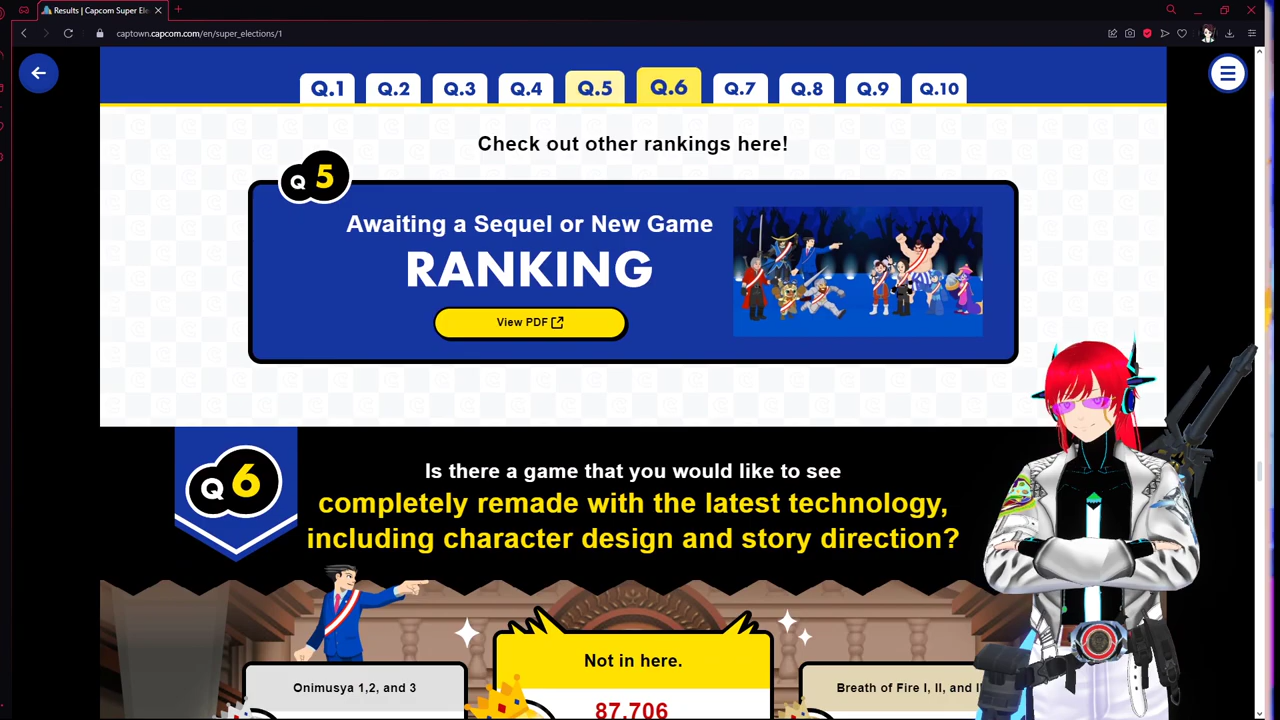 Results | Capcom Super Ele
captown.capcom.com/en/super_elections/1
Q.1
Q.2
Q.3
Q.4
Q.5
Q.6
Q.7
Q.8
Q.9
Q.10
Check out other rankings here!
Q 5
Awaiting a Sequel or New Game
RANKING
View PDF
Q 6
Is there a game that you would like to see
completely remade with the latest technology,
including character design and story direction?
Not in here.
Onimusya 1,2, and 3
Breath of Fire I, II, and I
87,706